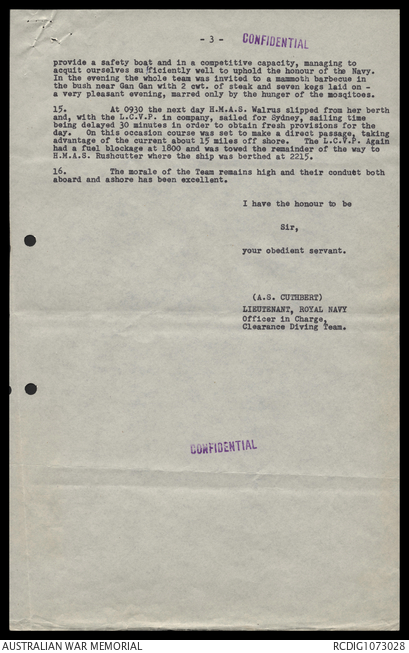 - 3 -
CONFIDENTIAL
provide a safety boat and in a competitive capacity, managing to
acquit ourselves sufficiently well to uphold the honour of the Navy.
In the evening the whole team was invited to a mammoth barbecue in
the bush near Gan Gan with 2 cwt. of steak and seven kegs laid on -
a very pleasant evening, marred only by the hunger of the mosqitoes.
15. At 0930 the next day H.M.A.S. Walrus slipped from her berth
and, with the L.C.V.P. in company, sailed for Sydney, sailing time
being delayed 30 minutes in order to obtain fresh provisions for the
day. On this occasion course was set to make a direct passage, taking
advantage of the current about 15 miles off shore. The L.C.V.P. Again
had a fuel blockage at 1800 and was towed the remainder of the way to
H.M.A.S. Rushcutter where the ship was berthed at 2215.
16. The morale of the Team remains high and their conduct both
aboard and ashore has been excellent.
I have the honour to be
Sir,
your obedient servant.
(A.S. CUTHBERT)
LIEUTENANT, ROYAL NAVY
Officer in Charge,
Clearance Diving Team.
CONFIDENTIAL
AUSTRALIAN WAR MEMORIAL
RCDIG1073028